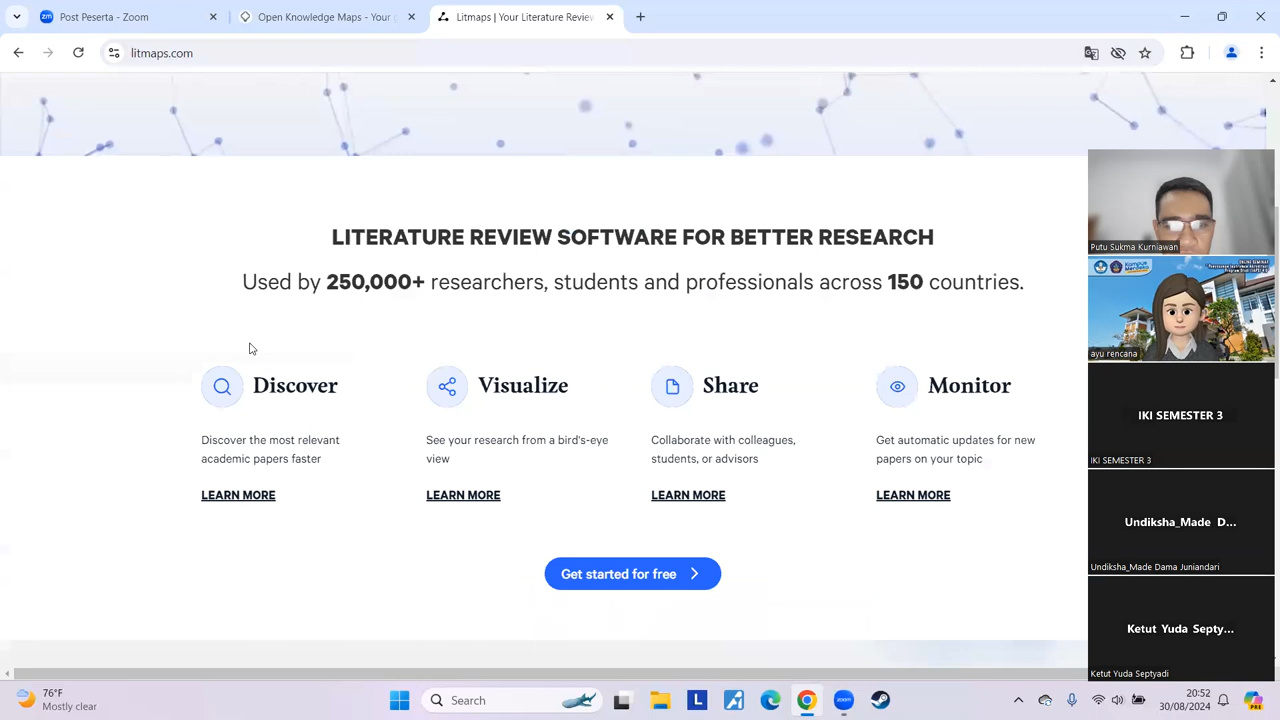 Post Peserta - Zoom
Open Knowledge Maps - Your
Litmaps | Your Literature Review
litmaps.com
LITERATURE REVIEW SOFTWARE FOR BETTER RESEARCH
Used by 250,000+ researchers, students and professionals across 150 countries.
Discover
Visualize
Share
Monitor
Discover the most relevant
academic papers faster
See your research from a bird's-eye
view
Collaborate with colleagues,
students, or advisors
Get automatic updates for new
papers on your topic
LEARN MORE
LEARN MORE
LEARN MORE
LEARN MORE
Get started for free
Putu Sukma Kurniawan
ayu rencana
IKI SEMESTER 3
IKI SEMESTER 3
Undiksha_Made D...
Undiksha_Made Dama Juniandari
Ketut Yuda Septy...
Ketut Yuda Septyadi
76°F
Mostly clear
Search
zoom
PRE
20:52
30/08/2024